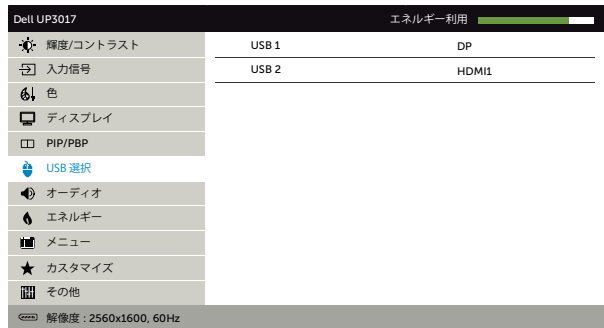 Dell UP3017 エネルギー利用
輝度/コントラスト USB 1 DP
入力信号 USB 2 HDMI1
色
ディスプレイ
PIP/PBP
USB 選択
オーディオ
エネルギー
メニュー
カスタマイズ
その他
解像度 : 2560x1600, 60Hz